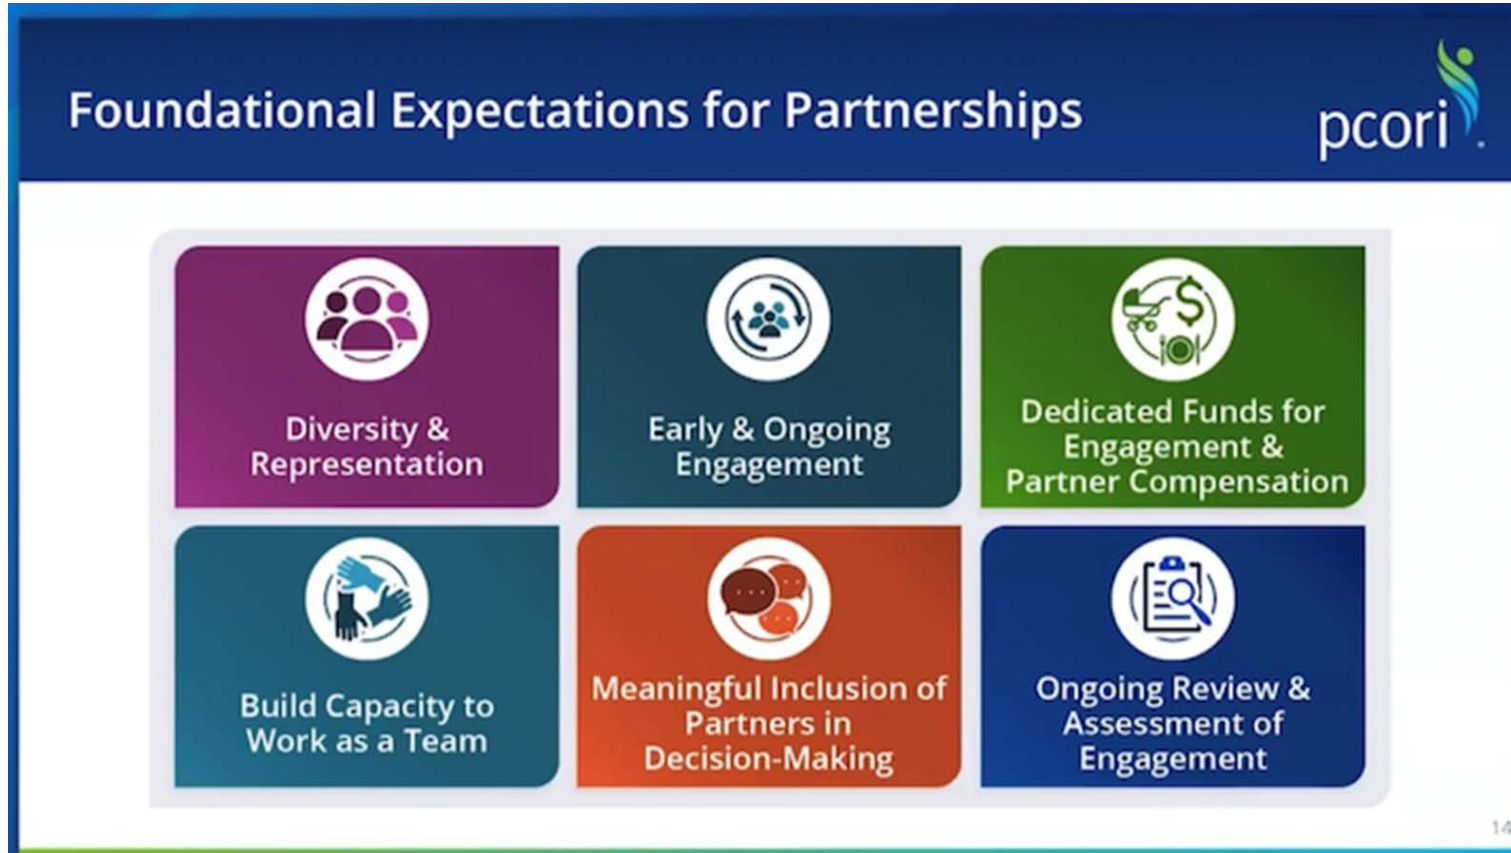 Foundational Expectations for Partnerships
pcori
Diversity &
Representation
Early & Ongoing
Engagement
Dedicated Funds for
Engagement &
Partner Compensation
Build Capacity to
Work as a Team
Meaningful Inclusion of
Partners in
Decision-Making
Ongoing Review &
Assessment of
Engagement
14